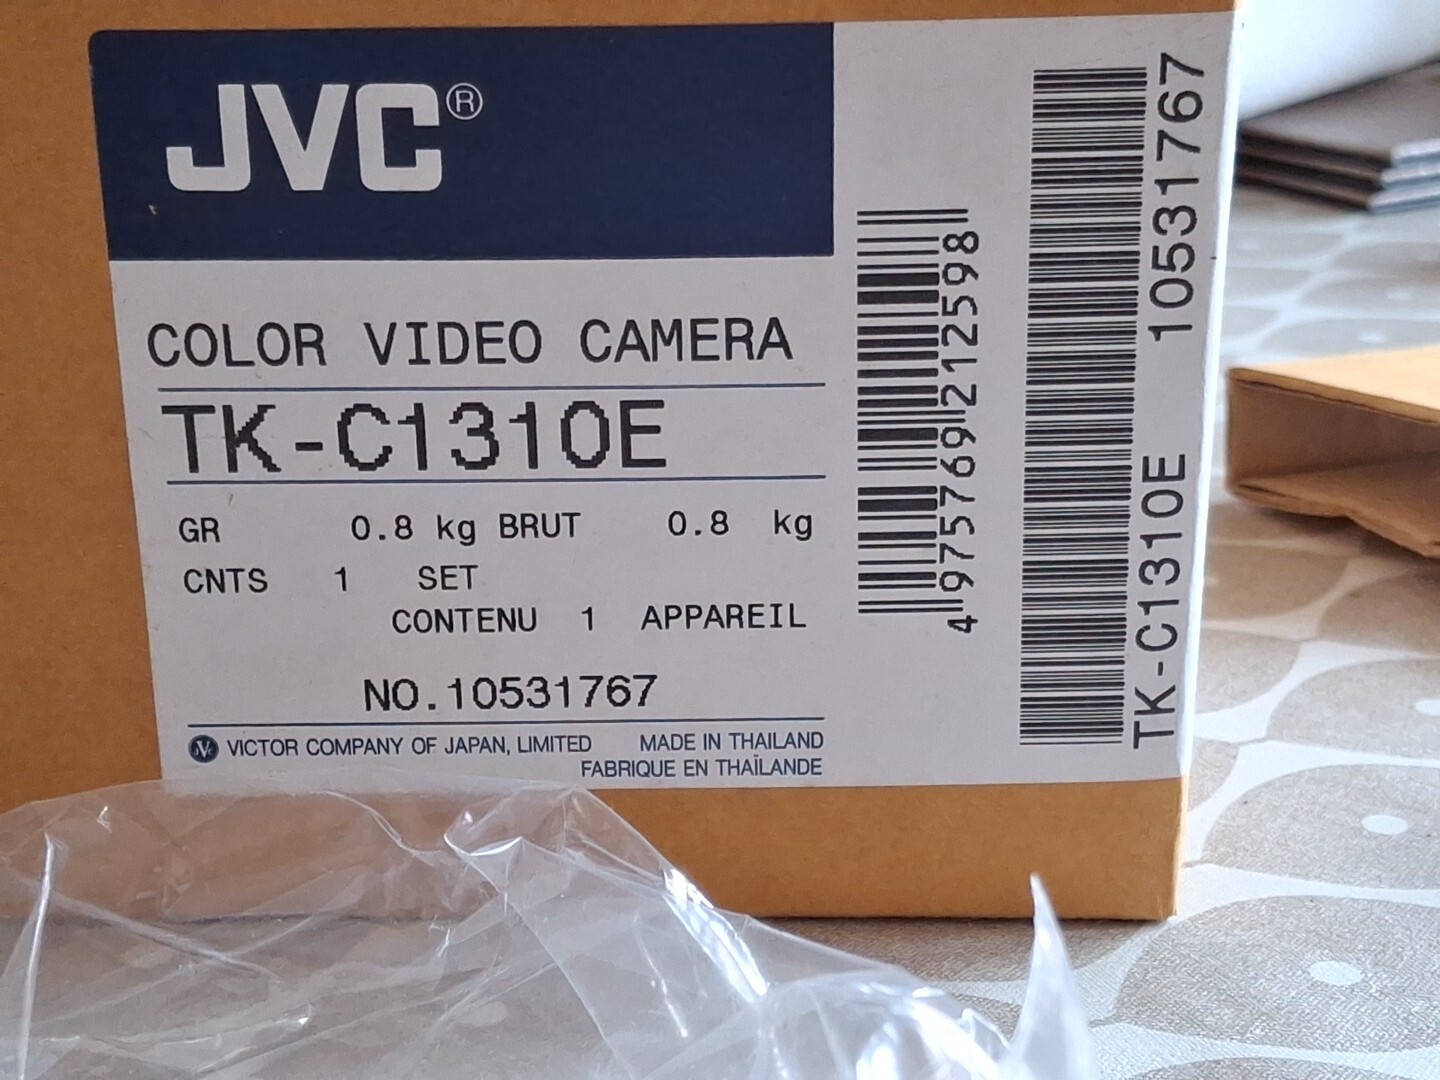 JVC®
COLOR VIDEO CAMERA
TK-C1310E
GR 0.8 kg BRUT 0.8 kg
CNTS 1 SET
CONTENU 1 APPAREIL
NO.10531767
JVC VICTOR COMPANY OF JAPAN, LIMITED MADE IN THAILAND
FABRIQUE EN THAÏLANDE
4975769212598
TK-C1310E 10531767